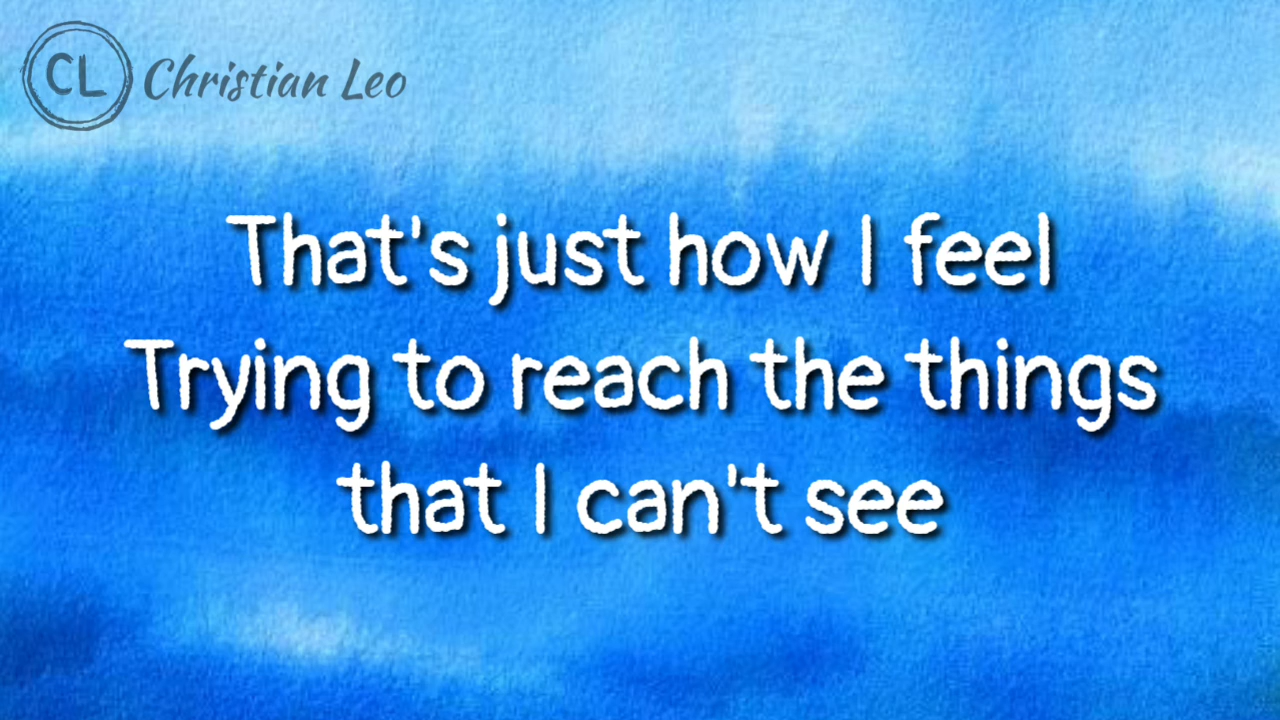 CL Christian Leo
That's just how I feel
Trying to reach the things
that I can't see